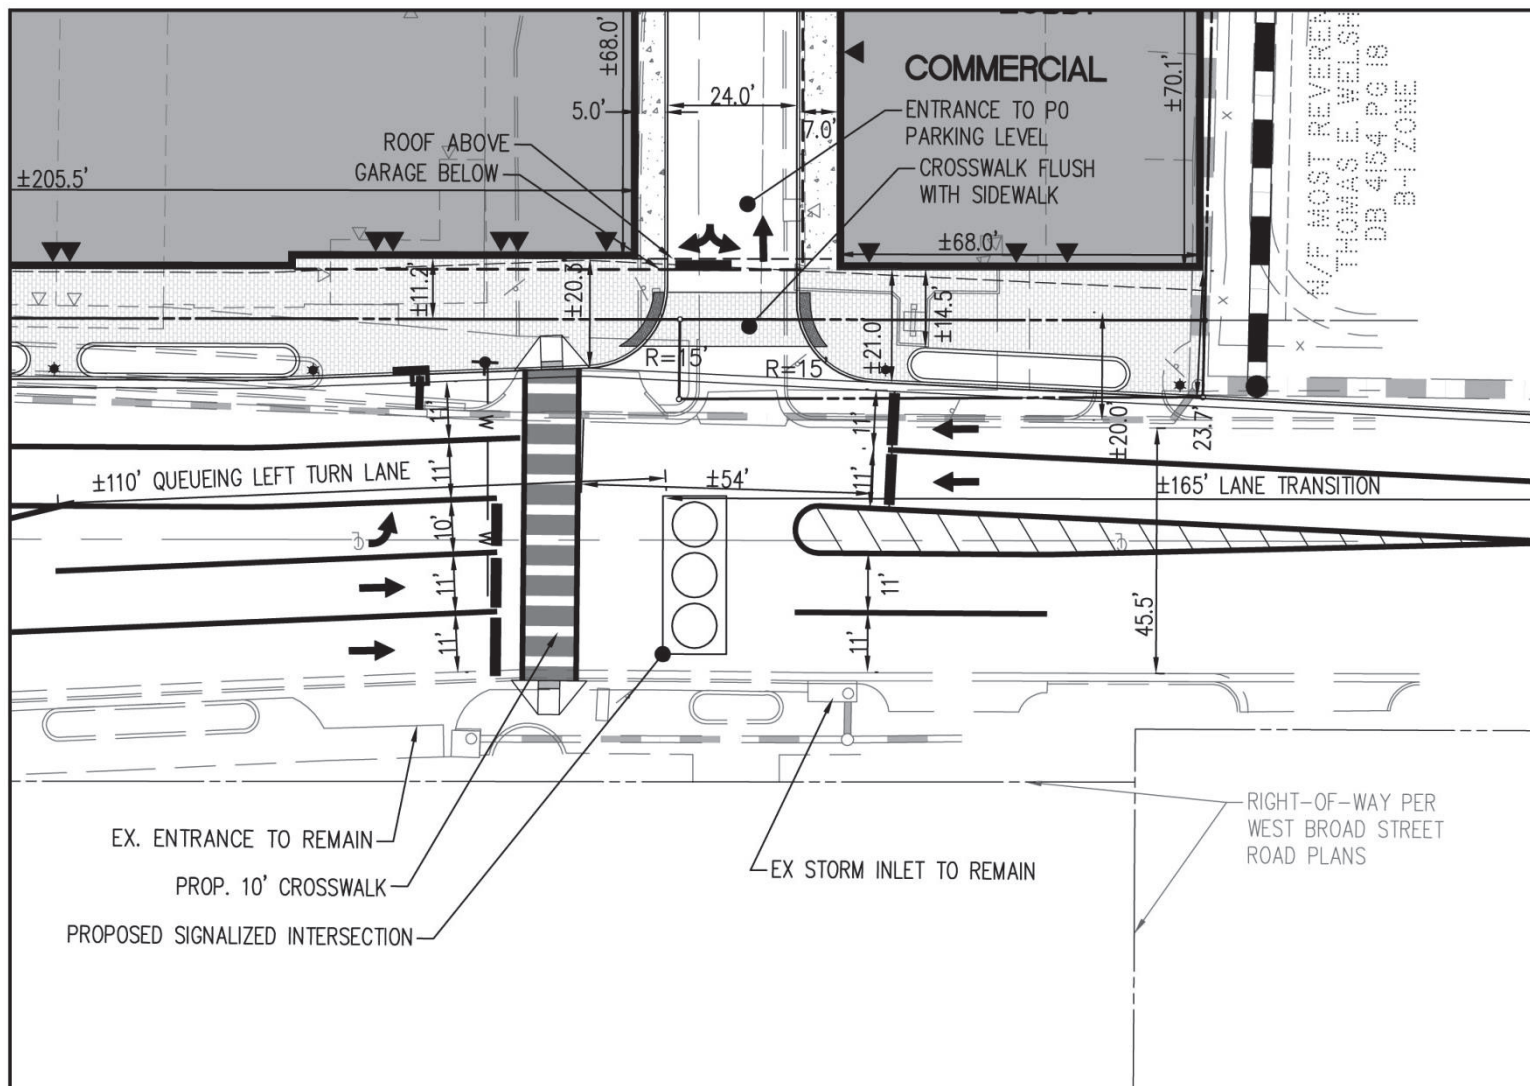 ±68.0'
24.0'
5.0'
7.0'
COMMERCIAL
±70.1'
ENTRANCE TO P0
PARKING LEVEL
CROSSWALK FLUSH
WITH SIDEWALK
ROOF ABOVE
GARAGE BELOW
±205.5'
±68.0'
N/F MOST REVEREN
THOMAS E. WELSH
DB 4154 PG 18
B-1 ZONE
±11.2'
±20.3'
±21.0
±14.5'
R=15'
R=15'
±20.0'
23.7'
11'
11'
10'
11'
11'
W
W
±110' QUEUEING LEFT TURN LANE
±54'
11'
11'
±165' LANE TRANSITION
11'
11'
45.5'
EX. ENTRANCE TO REMAIN
PROP. 10' CROSSWALK
PROPOSED SIGNALIZED INTERSECTION
EX STORM INLET TO REMAIN
RIGHT-OF-WAY PER
WEST BROAD STREET
ROAD PLANS